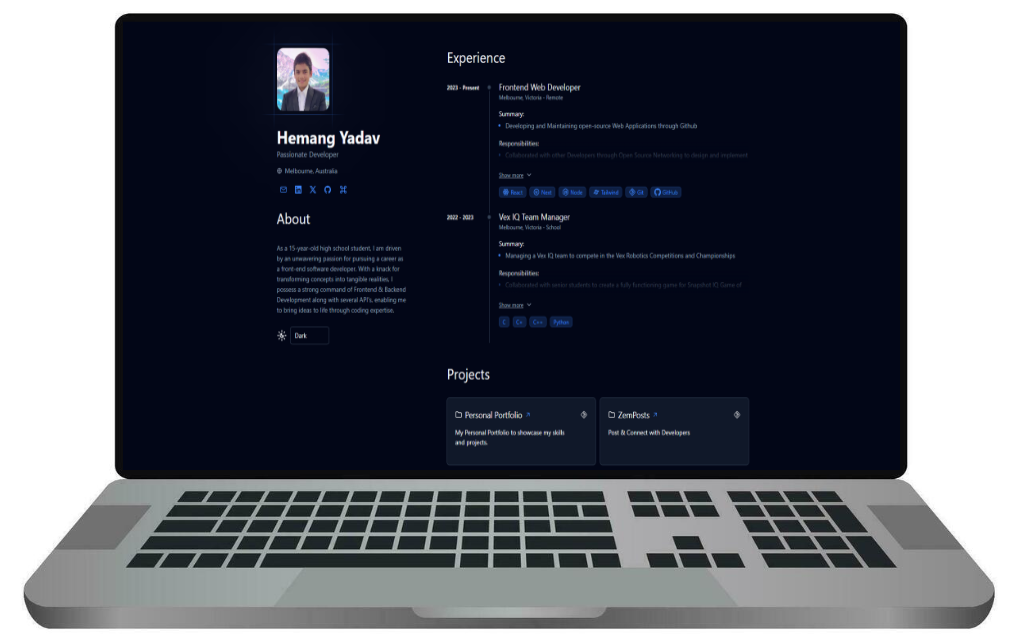 Hemang Yadav
Passionate Developer
Melbourne, Australia
About
As a 15-year-old high school student, I am driven
by an unwavering passion for pursuing a career as
a front-end software developer. With a knack for
transforming concepts into tangible realities, I
possess a strong command of Frontend & Backend
Development along with several API's, enabling me
to bring ideas to life through coding expertise.
Dark
Experience
2023 - Present
Frontend Web Developer
Melbourne, Victoria - Remote
Summary:
Developing and Maintaining open-source Web Applications through Github
Responsibilities:
Collaborated with other Developers through Open Source Networking to design and implement
Show more
React Next Node Tailwind Git GitHub
2022 - 2023
Vex IQ Team Manager
Melbourne, Victoria - School
Summary:
Managing a Vex IQ team to compete in the Vex Robotics Competitions and Championships
Responsibilities:
Collaborated with senior students to create a fully functioning game for Snapshot IQ Game of
Show more
C C+ C++ Python
Projects
Personal Portfolio
My Personal Portfolio to showcase my skills
and projects.
ZemPosts
Post & Connect with Developers